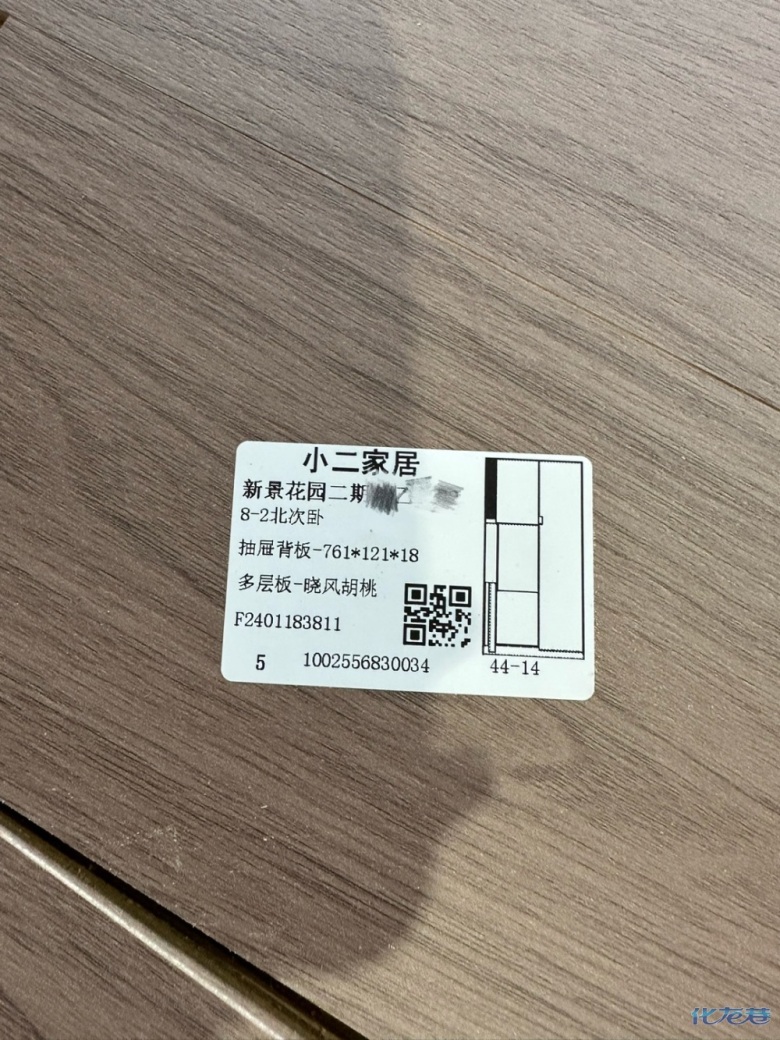 小二家居
新景花园二期
8-2北次卧
抽屉背板-761*121*18
多层板-晓风胡桃
F2401183811
5 1002556830034 44-14
化龙巷